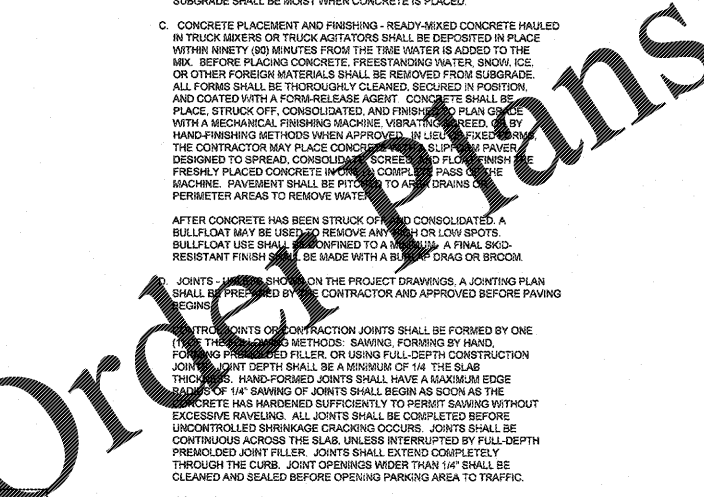 SUBGRADE SHALL BE MOIST WHEN CONCRETE IS PLACED.
C. CONCRETE PLACEMENT AND FINISHING - READY-MIXED CONCRETE HAULED
IN TRUCK MIXERS OR TRUCK AGITATORS SHALL BE DEPOSITED IN PLACE
WITHIN NINETY (90) MINUTES FROM THE TIME WATER IS ADDED TO THE
MIX. BEFORE PLACING CONCRETE, FREESTANDING WATER, SNOW, ICE,
OR OTHER FOREIGN MATERIALS SHALL BE REMOVED FROM SUBGRADE.
ALL FORMS SHALL BE THOROUGHLY CLEANED, SECURED IN POSITION,
AND COATED WITH A FORM-RELEASE AGENT. CONCRETE SHALL BE
PLACE, STRUCK OFF, CONSOLIDATED, AND FINISHED TO PLAN GRADE
WITH A MECHANICAL FINISHING MACHINE, VIBRATING SCREED, OR BY
HAND-FINISHING METHODS WHEN APPROVED. IN LIEU OF FIXED FORMS,
THE CONTRACTOR MAY PLACE CONCRETE WITH A SLIPFORM PAVER
DESIGNED TO SPREAD, CONSOLIDATE, SCREED, AND FLOAT-FINISH THE
FRESHLY PLACED CONCRETE IN ONE (1) COMPLETE PASS OF THE
MACHINE. PAVEMENT SHALL BE PITCHED TO AREA DRAINS OR
PERIMETER AREAS TO REMOVE WATER.
AFTER CONCRETE HAS BEEN STRUCK OFF AND CONSOLIDATED, A
BULLFLOAT MAY BE USED TO REMOVE ANY HIGH OR LOW SPOTS.
BULLFLOAT USE SHALL BE CONFINED TO A MINIMUM. A FINAL SKID-
RESISTANT FINISH SHALL BE MADE WITH A BURLAP DRAG OR BROOM.
D. JOINTS - UNLESS SHOWN ON THE PROJECT DRAWINGS, A JOINTING PLAN
SHALL BE PREPARED BY THE CONTRACTOR AND APPROVED BEFORE PAVING
BEGINS.
CONTROL JOINTS OR CONTRACTION JOINTS SHALL BE FORMED BY ONE
(1) OF THE FOLLOWING METHODS: SAWING, FORMING BY HAND,
FORMING PREMOLDED FILLER, OR USING FULL-DEPTH CONSTRUCTION
JOINTS. JOINT DEPTH SHALL BE A MINIMUM OF 1/4 THE SLAB
THICKNESS. HAND-FORMED JOINTS SHALL HAVE A MAXIMUM EDGE
RADIUS OF 1/4" SAWING OF JOINTS SHALL BEGIN AS SOON AS THE
CONCRETE HAS HARDENED SUFFICIENTLY TO PERMIT SAWING WITHOUT
EXCESSIVE RAVELING. ALL JOINTS SHALL BE COMPLETED BEFORE
UNCONTROLLED SHRINKAGE CRACKING OCCURS. JOINTS SHALL BE
CONTINUOUS ACROSS THE SLAB, UNLESS INTERRUPTED BY FULL-DEPTH
PREMOLDED JOINT FILLER. JOINTS SHALL EXTEND COMPLETELY
THROUGH THE CURB. JOINT OPENINGS WIDER THAN 1/4" SHALL BE
CLEANED AND SEALED BEFORE OPENING PARKING AREA TO TRAFFIC.
Order Plans